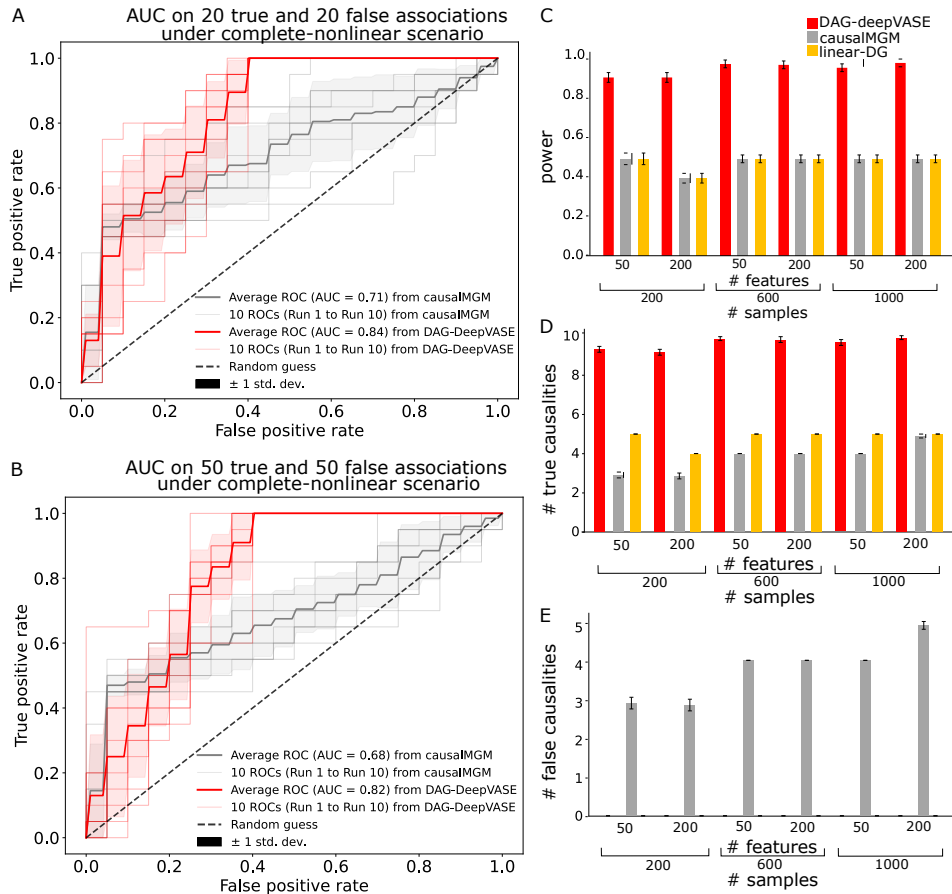 A
AUC on 20 true and 20 false associations
under complete-nonlinear scenario
1.0
0.8
0.6
0.4
0.2
0.0
True positive rate
Average ROC (AUC = 0.71) from causalMGM
10 ROCs (Run 1 to Run 10) from causalMGM
Average ROC (AUC = 0.84) from DAG-DeepVASE
10 ROCs (Run 1 to Run 10) from DAG-DeepVASE
Random guess
± 1 std. dev.
0.0 0.2 0.4 0.6 0.8 1.0
False positive rate
B
AUC on 50 true and 50 false associations
under complete-nonlinear scenario
1.0
0.8
0.6
0.4
0.2
0.0
True positive rate
Average ROC (AUC = 0.68) from causalMGM
10 ROCs (Run 1 to Run 10) from causalMGM
Average ROC (AUC = 0.82) from DAG-DeepVASE
10 ROCs (Run 1 to Run 10) from DAG-DeepVASE
Random guess
± 1 std. dev.
0.0 0.2 0.4 0.6 0.8 1.0
False positive rate
C
DAG-deepVASE
causalMGM
linear-DG
1.0
0.8
0.6
0.4
0.2
0.0
power
50 200 50 200 50 200
# features
200 600 1000
# samples
D
10
8
6
4
2
0
# true causalities
50 200 50 200 50 200
# features
200 600 1000
# samples
E
5
4
3
2
1
0
# false causalities
50 200 50 200 50 200
# features
200 600 1000
# samples